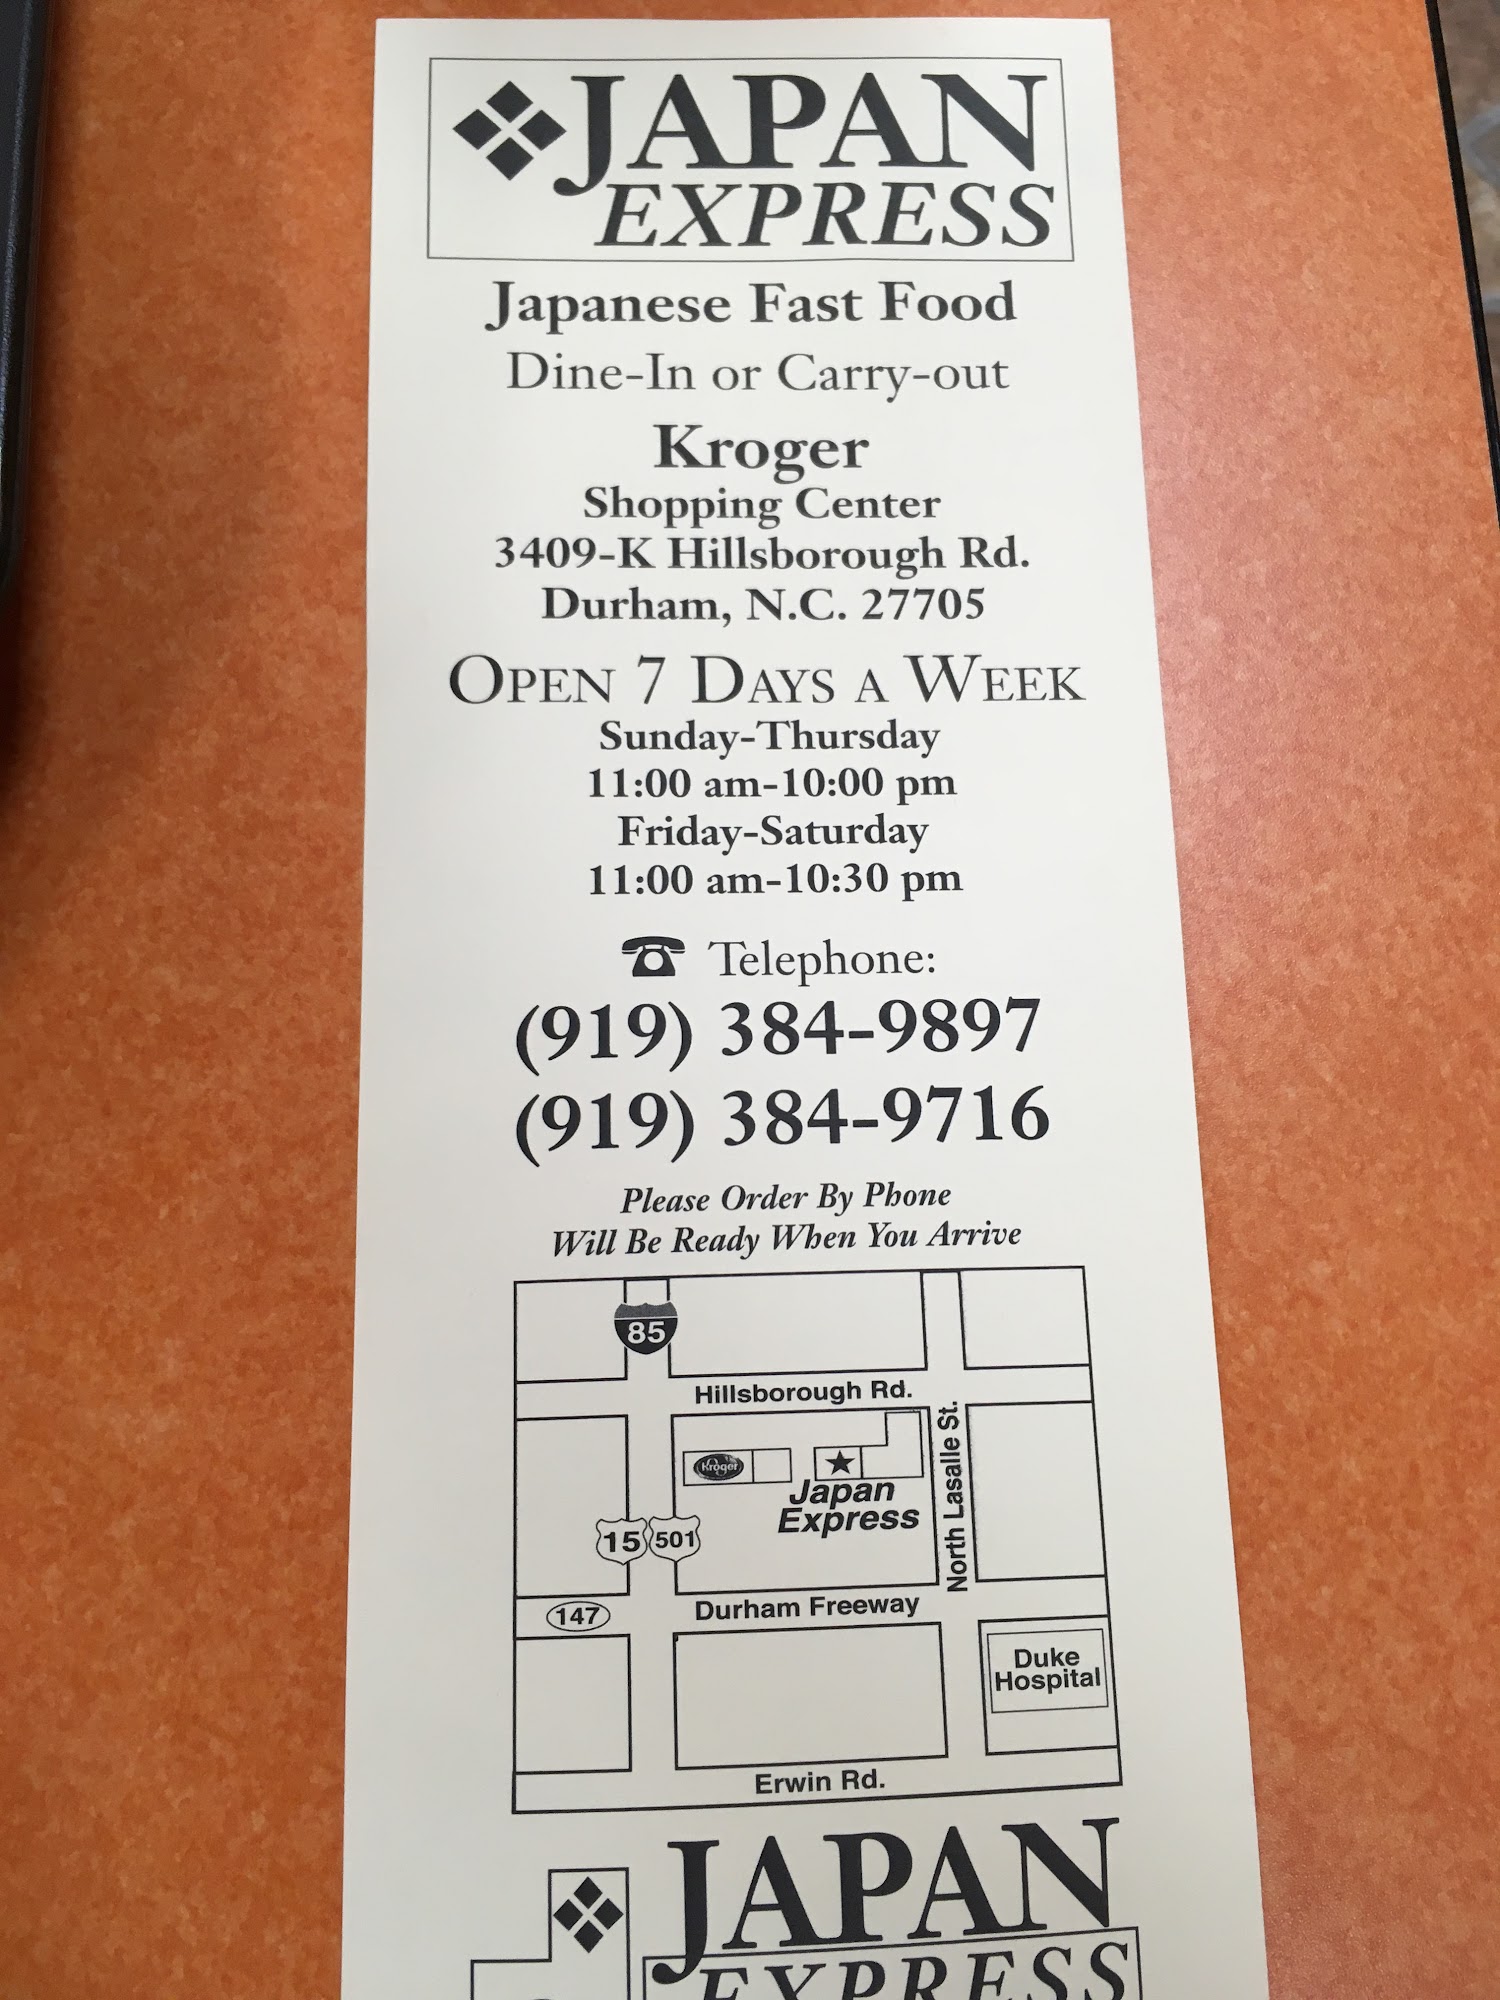 JAPAN
EXPRESS
Japanese Fast Food
Dine-In or Carry-out
Kroger
Shopping Center
3409-K Hillsborough Rd.
Durham, N.C. 27705
OPEN 7 DAYS A WEEK
Sunday-Thursday
11:00 am-10:00 pm
Friday-Saturday
11:00 am-10:30 pm
Telephone:
(919) 384-9897
(919) 384-9716
Please Order By Phone
Will Be Ready When You Arrive
85
Hillsborough Rd.
North Lasalle St.
Kroger
Japan
Express
15 501
147
Durham Freeway
Duke
Hospital
Erwin Rd.
JAPAN
EXPRESS